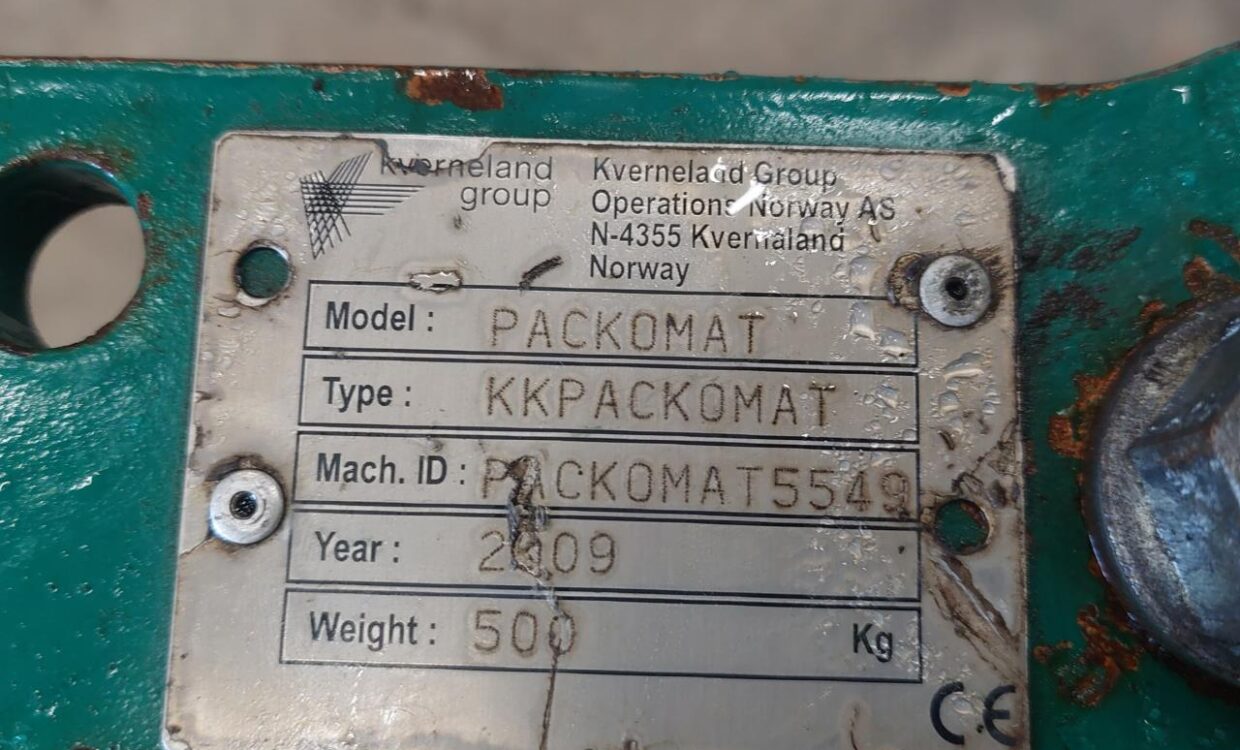 kverneland
group
Kverneland Group
Operations Norway AS
N-4355 Kvernaland
Norway
Model : PACKOMAT
Type : KKPACKOMAT
Mach. ID : PACKOMAT5549
Year : 2009
Weight : 500 Kg
CE